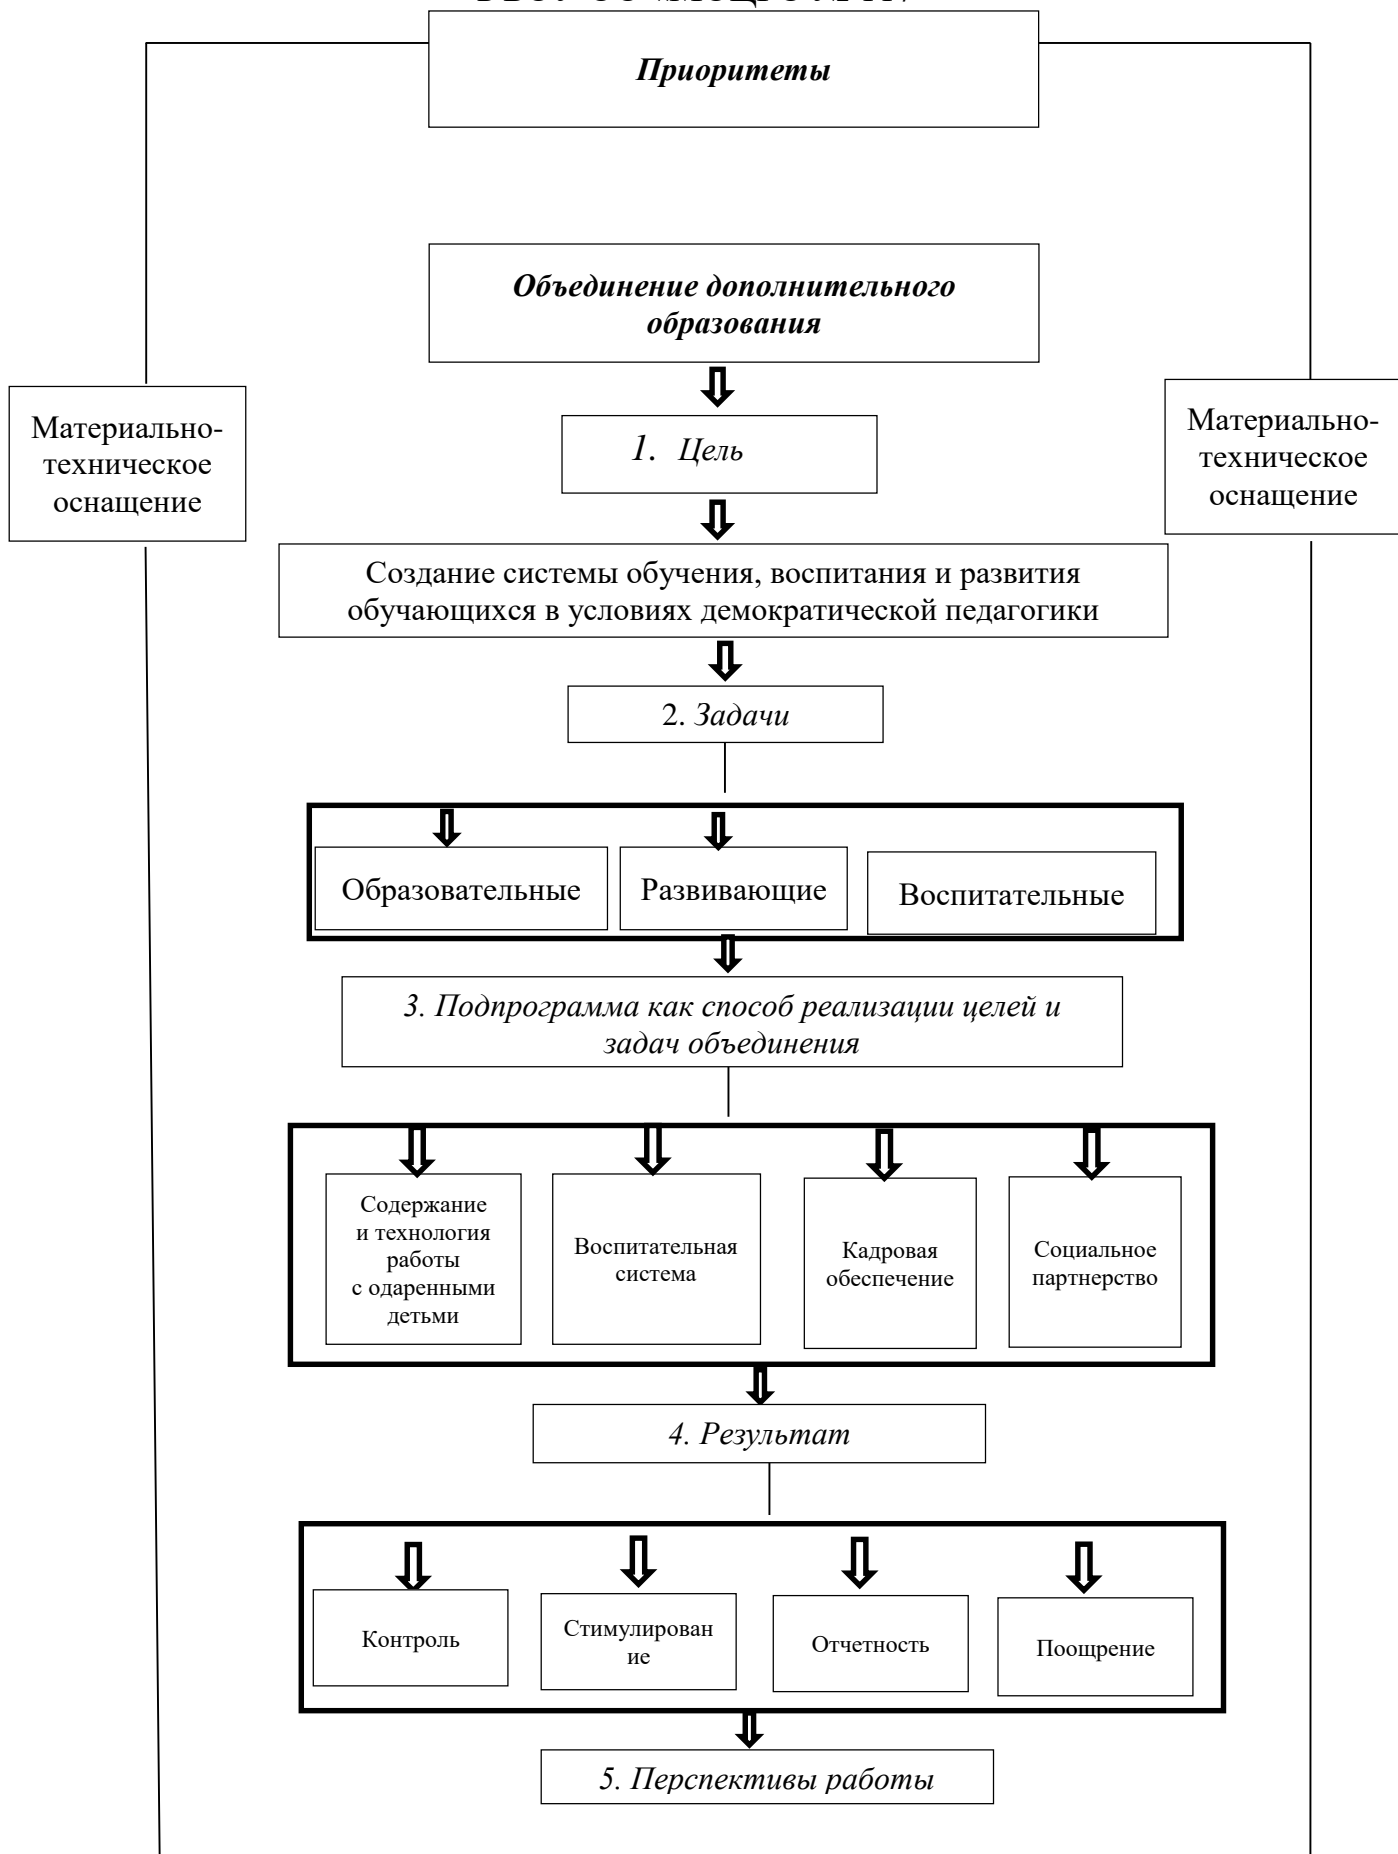 Приоритеты
Объединение дополнительного
образования
Материально-
техническое
оснащение
Материально-
техническое
оснащение
1. Цель
Создание системы обучения, воспитания и развития
обучающихся в условиях демократической педагогики
2. Задачи
Образовательные
Развивающие
Воспитательные
3. Подпрограмма как способ реализации целей и
задач объединения
Содержание
и технология
работы
с одаренными
детьми
Воспитательная
система
Кадровая
обеспечение
Социальное
партнерство
4. Результат
Контроль
Стимулирован
ие
Отчетность
Поощрение
5. Перспективы работы